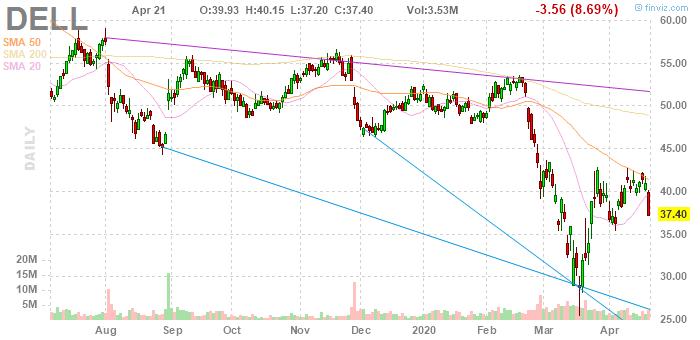 DELL
Apr 21 O:39.93 H:40.15 L:37.20 C:37.40 Vol:3.53M -3.56 (8.69%)
© finviz.com
SMA 50
SMA 200
SMA 20
DAILY
60.00
55.00
50.00
45.00
40.00
37.40
35.00
30.00
25.00
20M
15M
10M
5M
Aug Sep Oct Nov Dec 2020 Feb Mar Apr